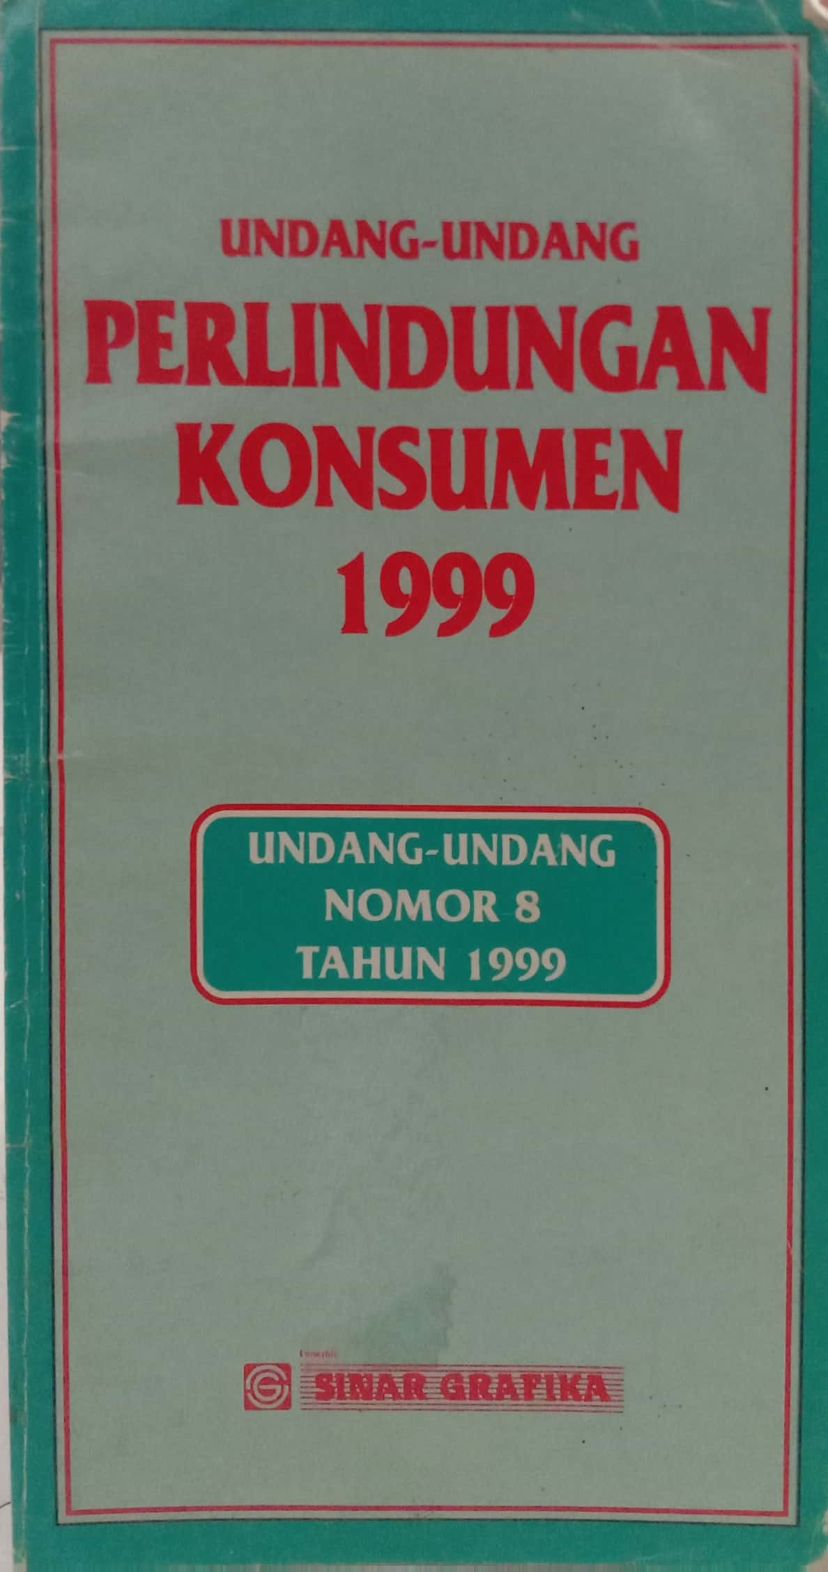 UNDANG-UNDANG
PERLINDUNGAN
KONSUMEN
1999
UNDANG-UNDANG
NOMOR 8
TAHUN 1999
SINAR GRAFIKA